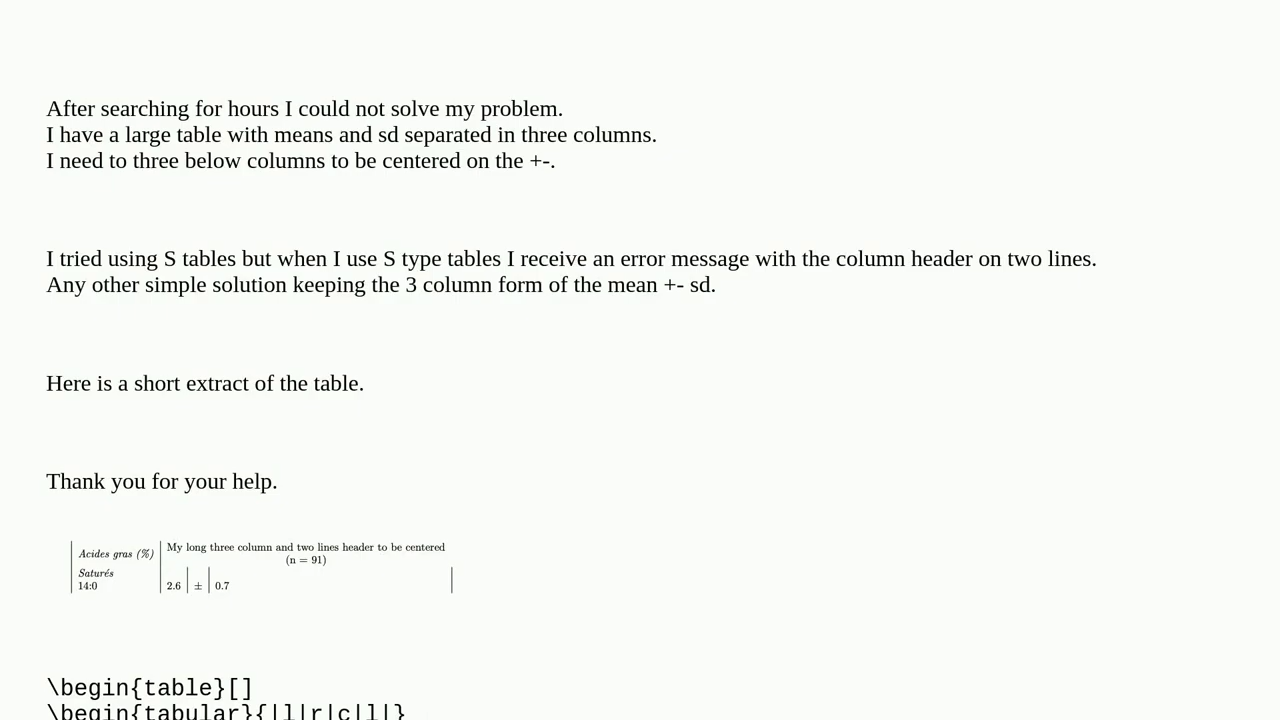 After searching for hours I could not solve my problem.
I have a large table with means and sd separated in three columns.
I need to three below columns to be centered on the +-.
I tried using S tables but when I use S type tables I receive an error message with the column header on two lines.
Any other simple solution keeping the 3 column form of the mean +- sd.
Here is a short extract of the table.
Thank you for your help.
Acides gras (%) My long three column and two lines header to be centered
(n = 91)
Saturés
14:0 2.6 ± 0.7
\begin{table}[]
\begin{tabular}{|l|r|c|l|}